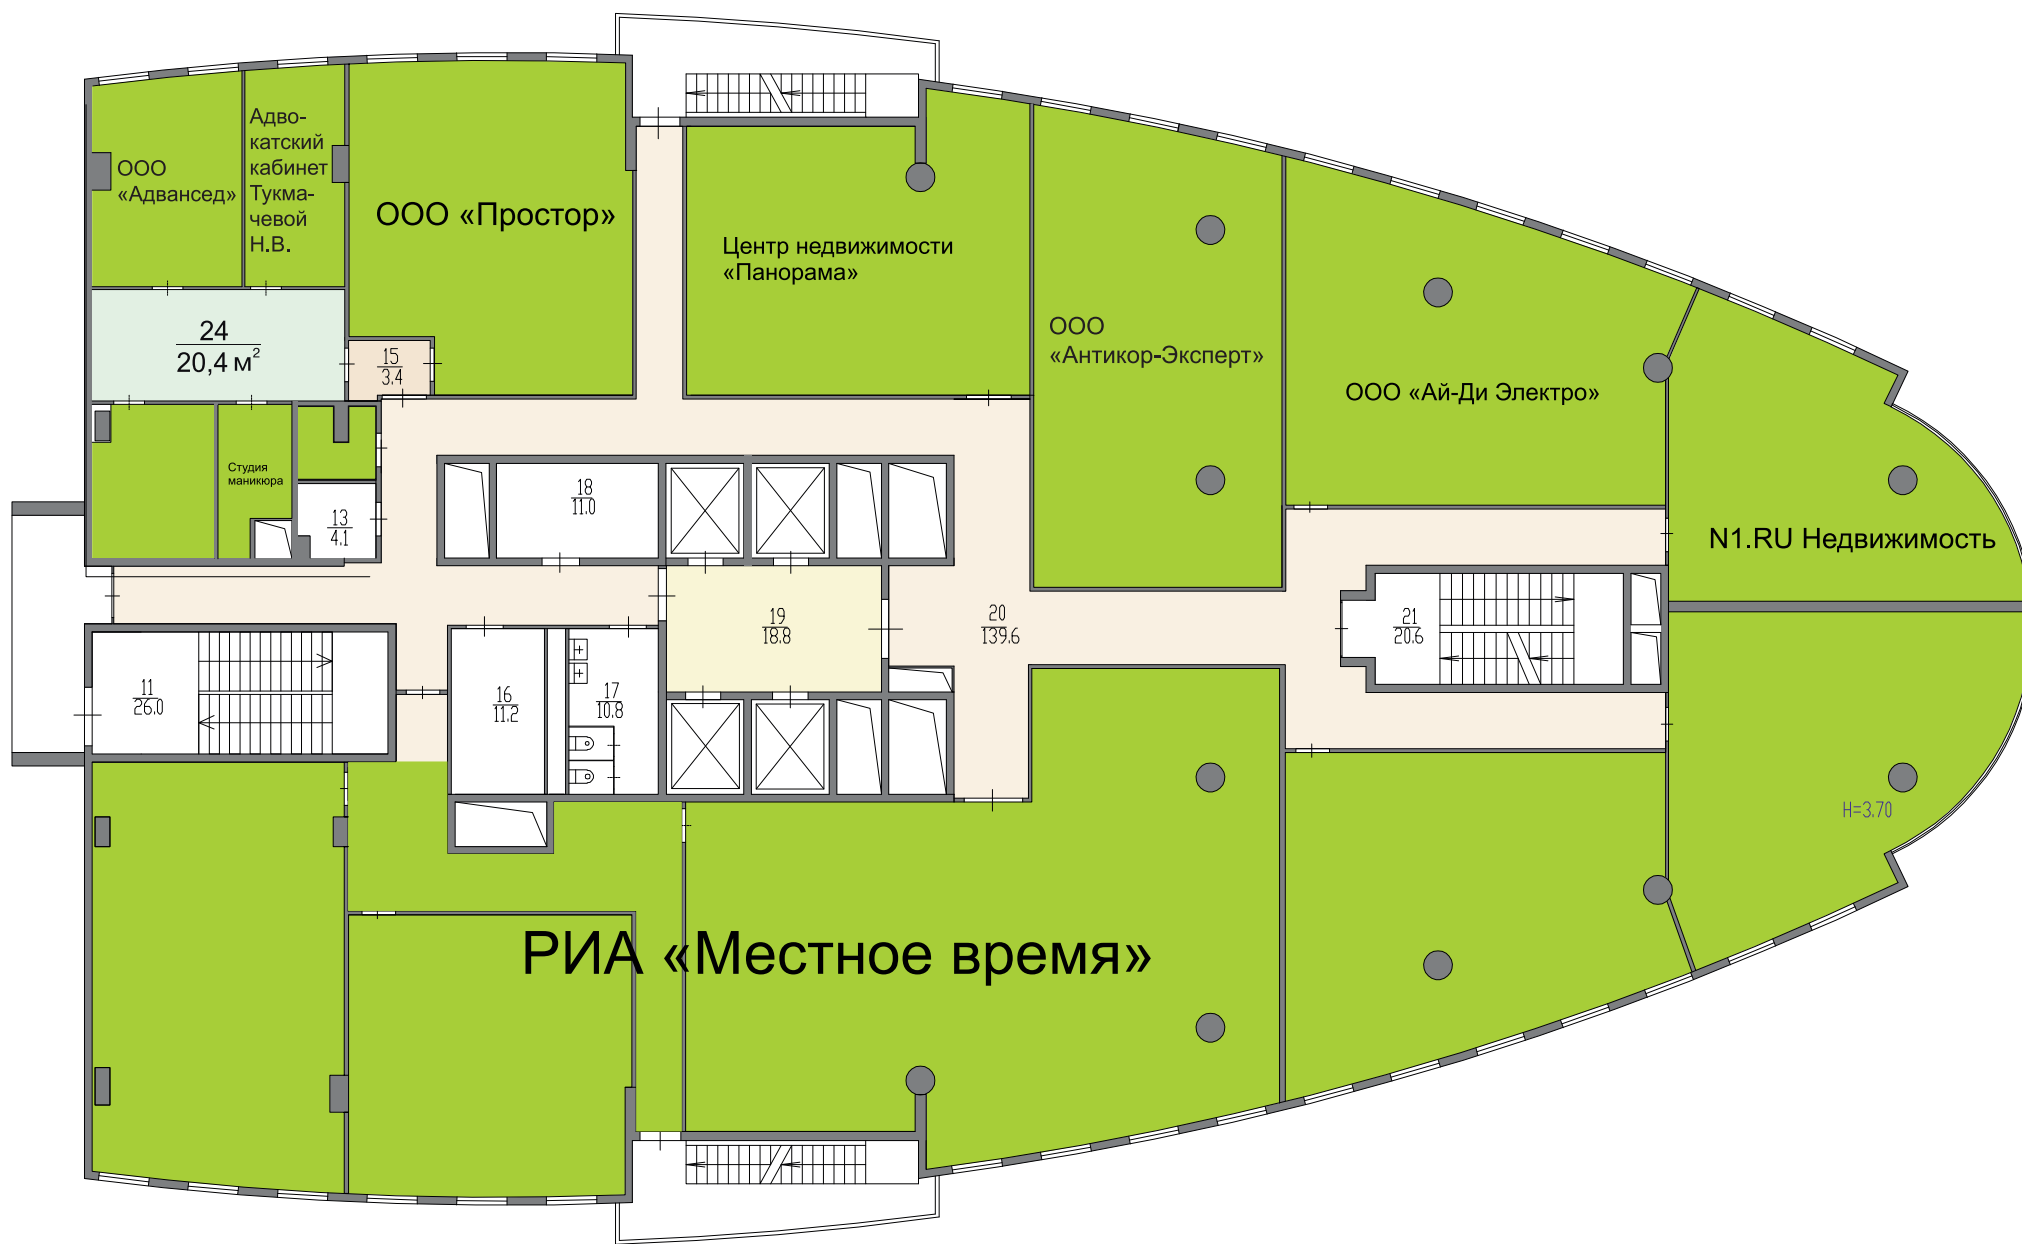 ООО
«Адвансед»
Адво-
катский
кабинет
Тукма-
чевой
Н.В.
ООО «Простор»
Центр недвижимости
«Панорама»
ООО
«Антикор-Эксперт»
ООО «Ай-Ди Электро»
N1.RU Недвижимость
24
20,4 м²
15
3.4
Студия
маникюра
13
4.1
18
11.0
19
18.8
20
139.6
21
20.6
11
26.0
16
11.2
17
10.8
H=3.70
РИА «Местное время»